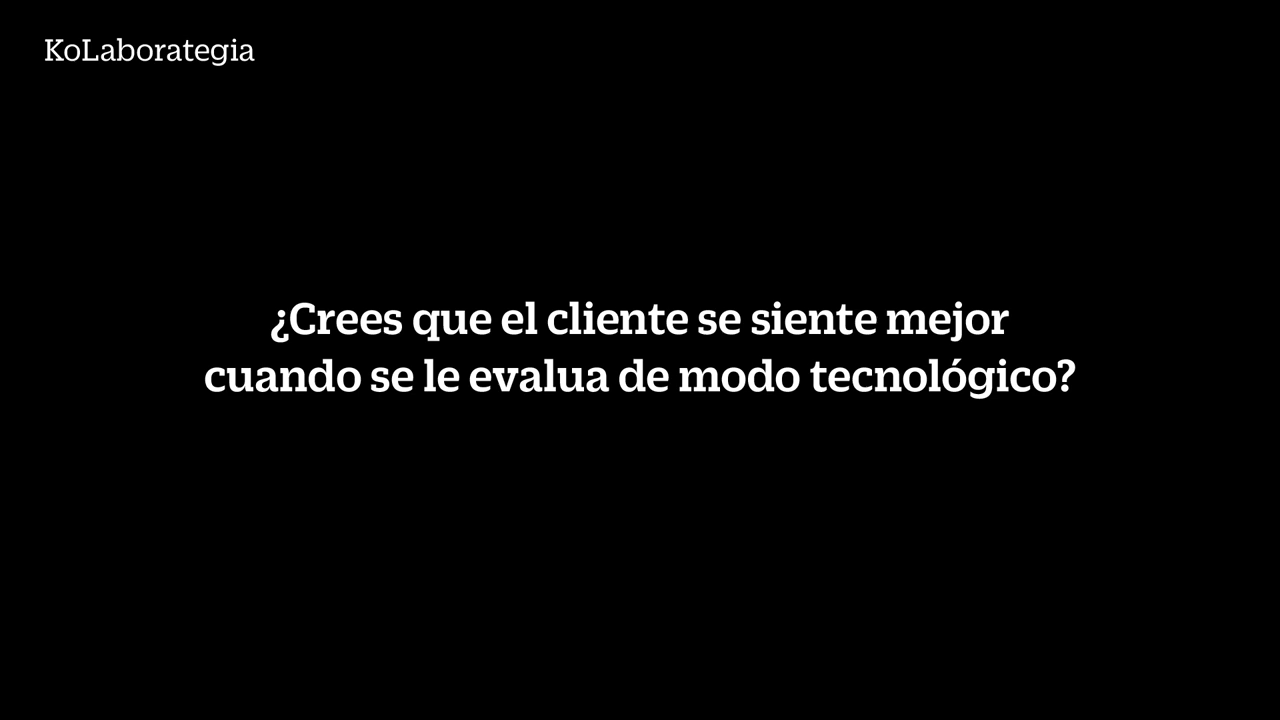 KoLaborategia
¿Crees que el cliente se siente mejor
cuando se le evalua de modo tecnológico?